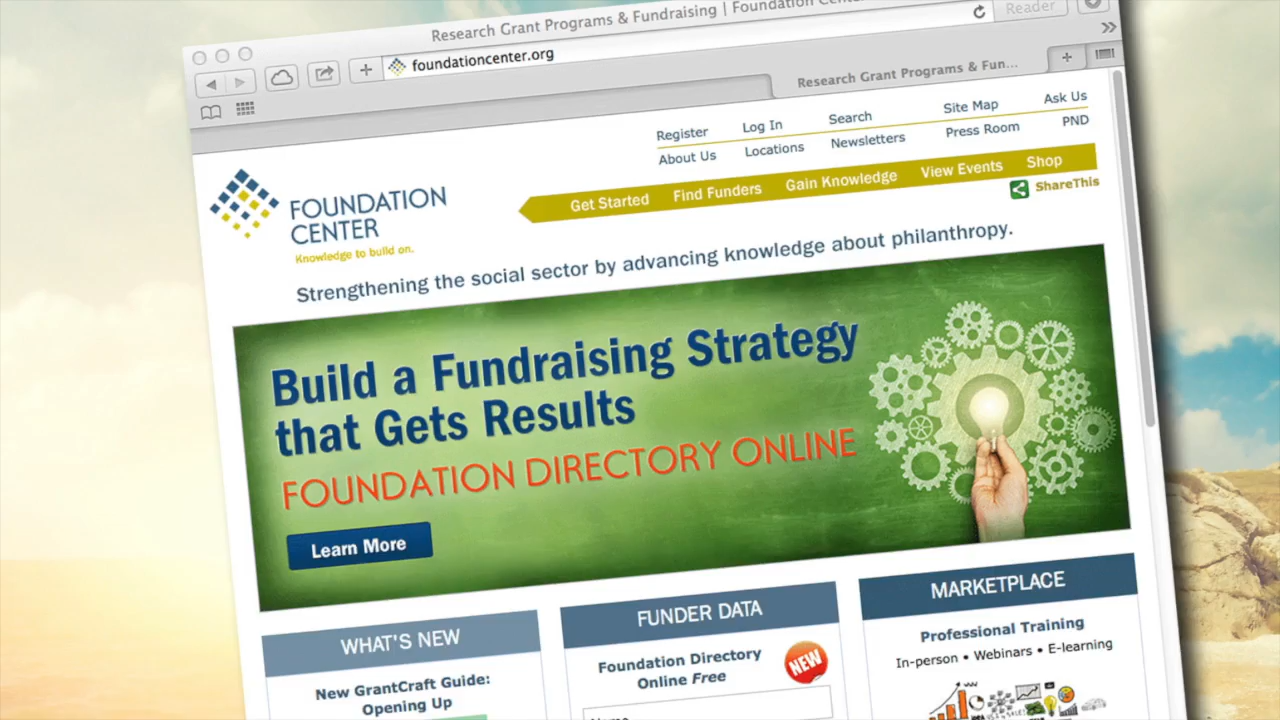 Research Grant Programs & Fundraising | Foundation
foundationcenter.org
Reader
Research Grant Programs & Fun...
Register
Log In
Search
Site Map
Ask Us
About Us
Locations
Newsletters
Press Room
PND
FOUNDATION
CENTER
Knowledge to build on.
Get Started
Find Funders
Gain Knowledge
View Events
Shop
ShareThis
Strengthening the social sector by advancing knowledge about philanthropy.
Build a Fundraising Strategy
that Gets Results
FOUNDATION DIRECTORY ONLINE
Learn More
WHAT'S NEW
New GrantCraft Guide:
Opening Up
FUNDER DATA
Foundation Directory
Online Free
NEW
MARKETPLACE
Professional Training
In-person • Webinars • E-learning